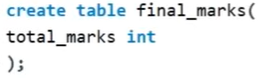 create table final_marks(
total_marks int
);